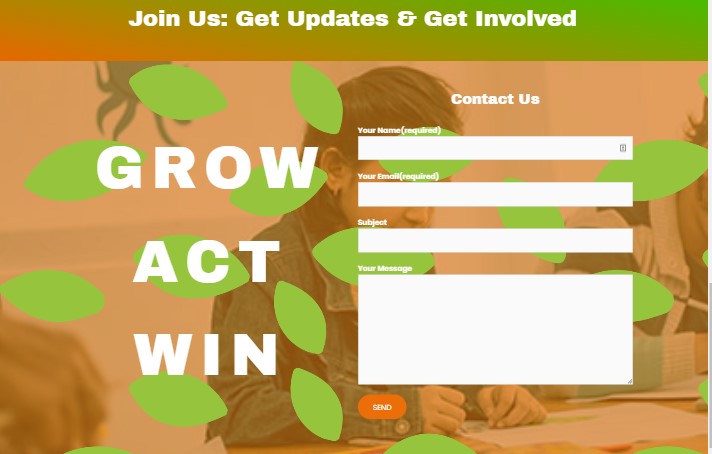 Join Us: Get Updates & Get Involved
GROW
ACT
WIN
Contact Us
Your Name(required)
Your Email(required)
Subject
Your Message
SEND